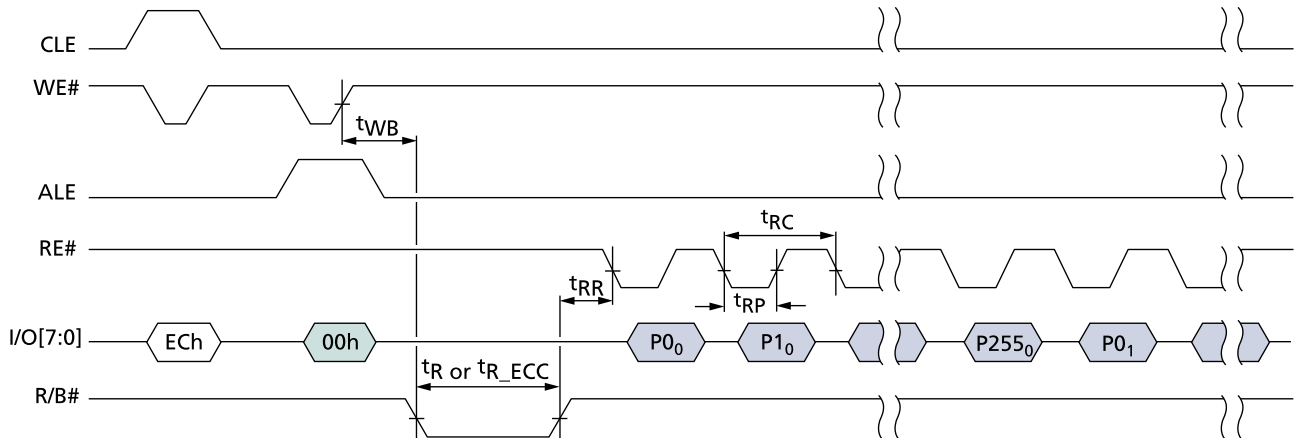 CLE
WE#
tWB
ALE
tRC
RE#
tRR
tRP
I/O[7:0] ECh 00h P0₀ P1₀ P255₀ P0₁
tR or tR_ECC
R/B#